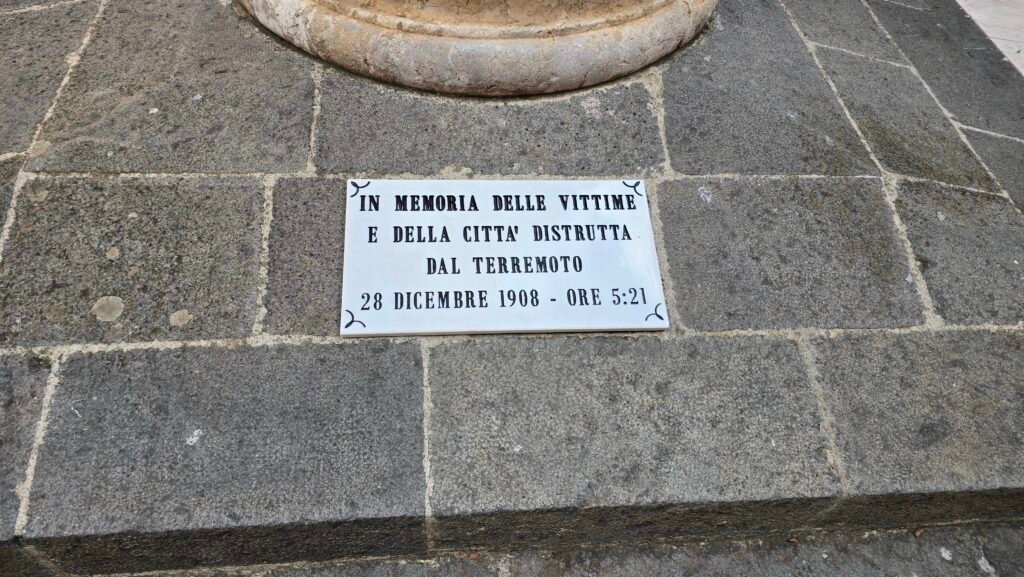 IN MEMORIA DELLE VITTIME
E DELLA CITTA' DISTRUTTA
DAL TERREMOTO
28 DICEMBRE 1908 - ORE 5:21